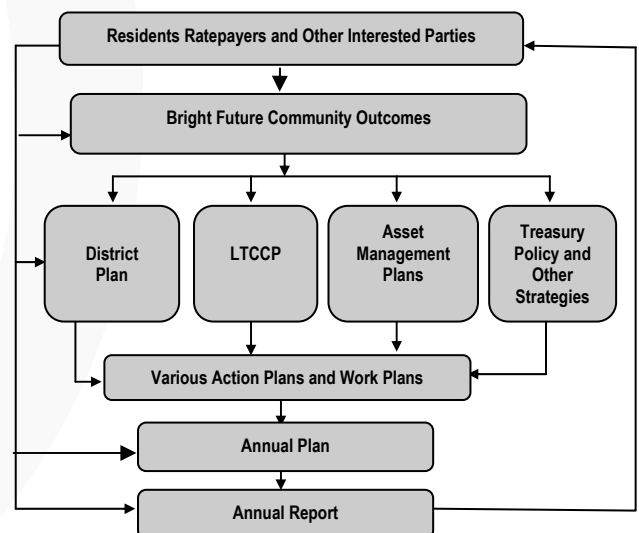 Residents Ratepayers and Other Interested Parties
Bright Future Community Outcomes
District
Plan
LTCCP
Asset
Management
Plans
Treasury
Policy and
Other
Strategies
Various Action Plans and Work Plans
Annual Plan
Annual Report